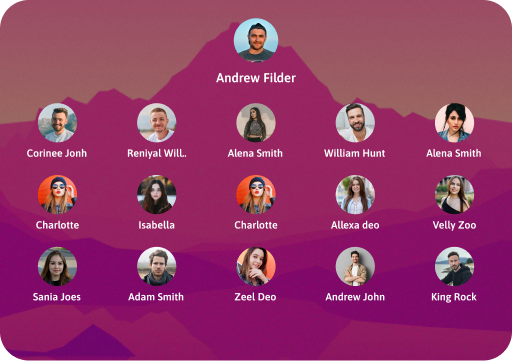 Andrew Filder
Corinee Jonh
Reniyal Will.
Alena Smith
William Hunt
Alena Smith
Charlotte
Isabella
Charlotte
Allexa deo
Velly Zoo
Sania Joes
Adam Smith
Zeel Deo
Andrew John
King Rock